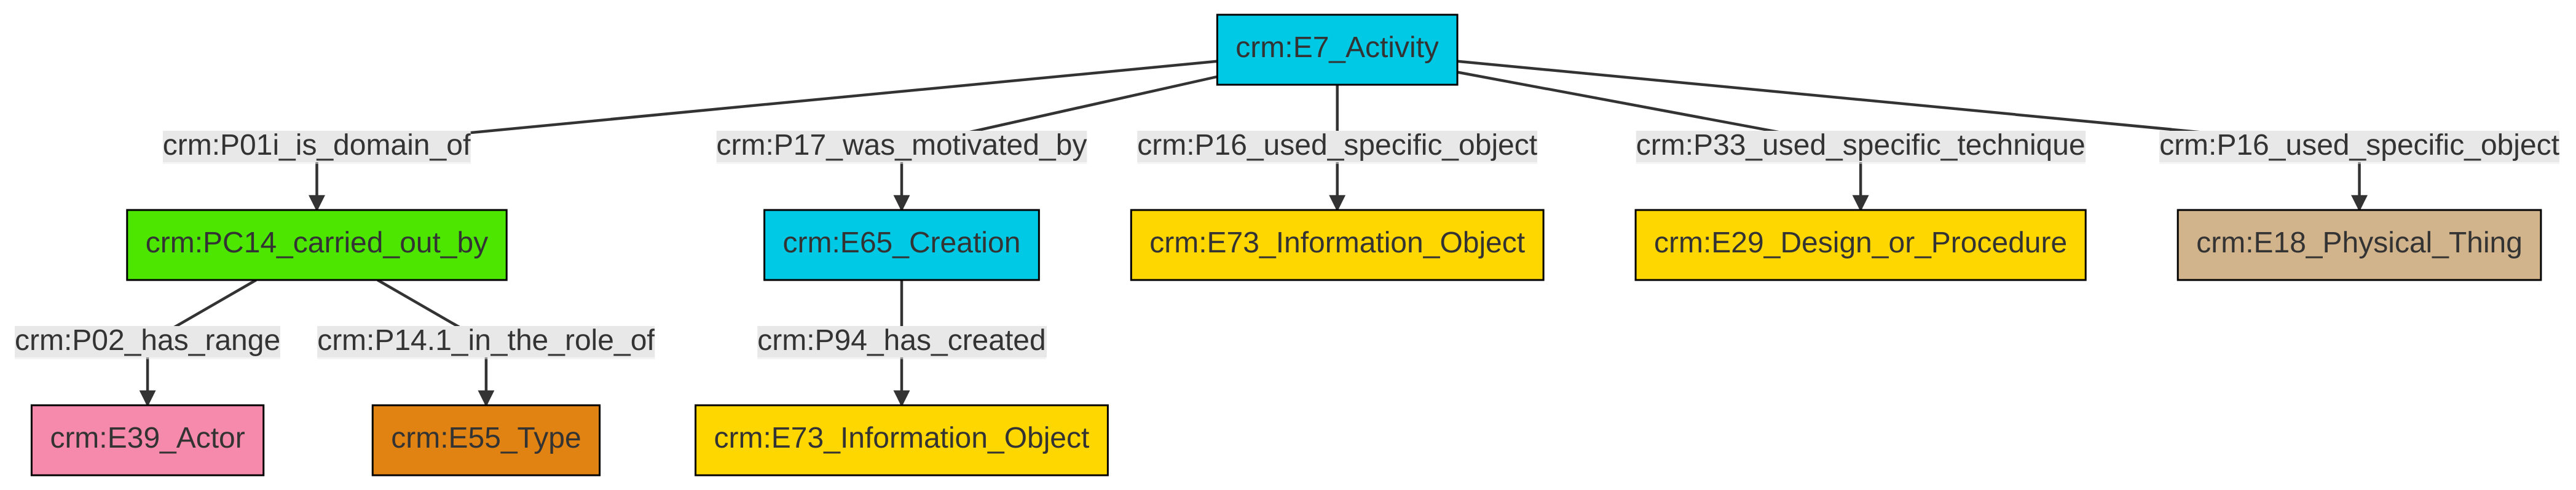 crm:E7_Activity
crm:P01i_is_domain_of
crm:P17_was_motivated_by
crm:P16_used_specific_object
crm:P33_used_specific_technique
crm:P16_used_specific_object
crm:PC14_carried_out_by
crm:E65_Creation
crm:E73_Information_Object
crm:E29_Design_or_Procedure
crm:E18_Physical_Thing
crm:P02_has_range
crm:P14.1_in_the_role_of
crm:P94_has_created
crm:E39_Actor
crm:E55_Type
crm:E73_Information_Object